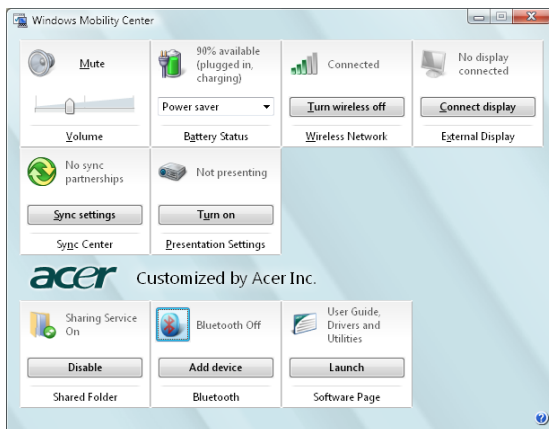 Windows Mobility Center
Mute
Volume
90% available
(plugged in,
charging)
Power saver
Battery Status
Connected
Turn wireless off
Wireless Network
No display
connected
Connect display
External Display
No sync
partnerships
Sync settings
Sync Center
Not presenting
Turn on
Presentation Settings
acer Customized by Acer Inc.
Sharing Service
On
Disable
Shared Folder
Bluetooth Off
Add device
Bluetooth
User Guide,
Drivers and
Utilities
Launch
Software Page